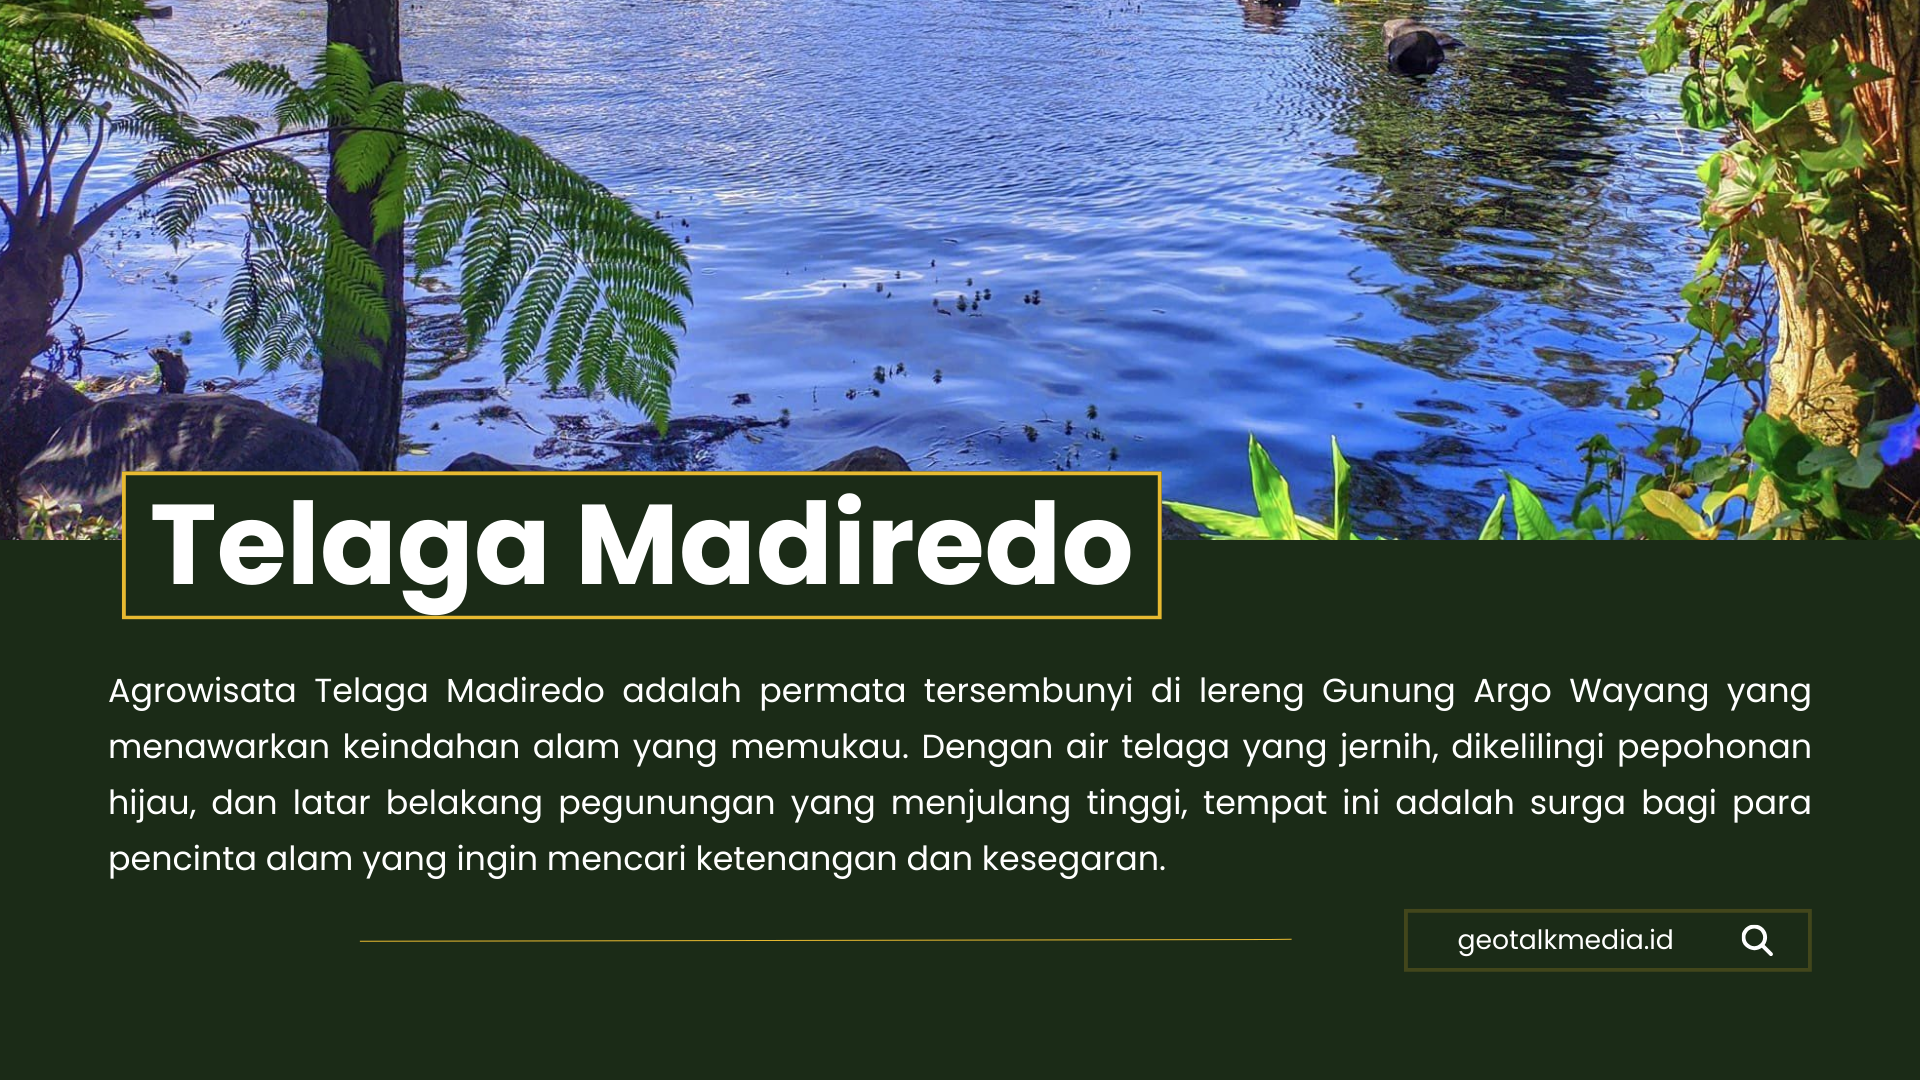 Telaga Madiredo
Agrowisata Telaga Madiredo adalah permata tersembunyi di lereng Gunung Argo Wayang yang
menawarkan keindahan alam yang memukau. Dengan air telaga yang jernih, dikelilingi pepohonan
hijau, dan latar belakang pegunungan yang menjulang tinggi, tempat ini adalah surga bagi para
pencinta alam yang ingin mencari ketenangan dan kesegaran.
geotalkmedia.id